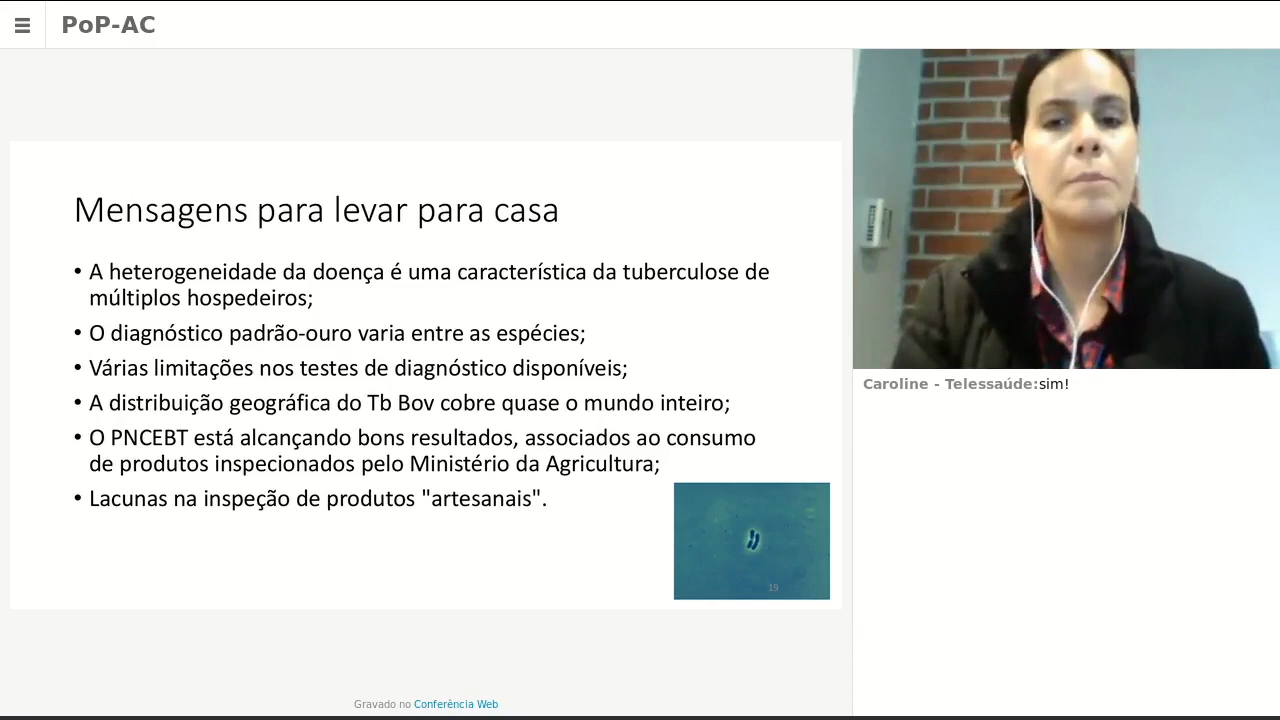 PoP-AC
Mensagens para levar para casa
• A heterogeneidade da doença é uma característica da tuberculose de
múltiplos hospedeiros;
• O diagnóstico padrão-ouro varia entre as espécies;
• Várias limitações nos testes de diagnóstico disponíveis;
• A distribuição geográfica do Tb Bov cobre quase o mundo inteiro;
• O PNCEBT está alcançando bons resultados, associados ao consumo
de produtos inspecionados pelo Ministério da Agricultura;
• Lacunas na inspeção de produtos "artesanais".
19
Caroline - Telessaúde:sim!
Gravado no Conferência Web